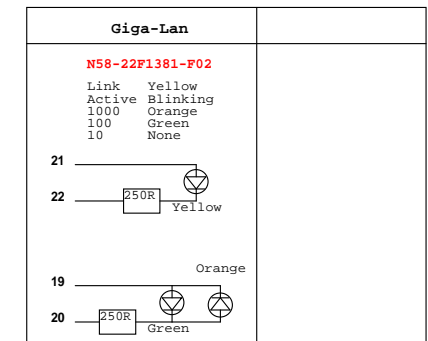 Giga-Lan
N58-22F1381-F02
Link Yellow
Active Blinking
1000 Orange
100 Green
10 None
21
22 250R
Yellow
Orange
19
20 250R
Green